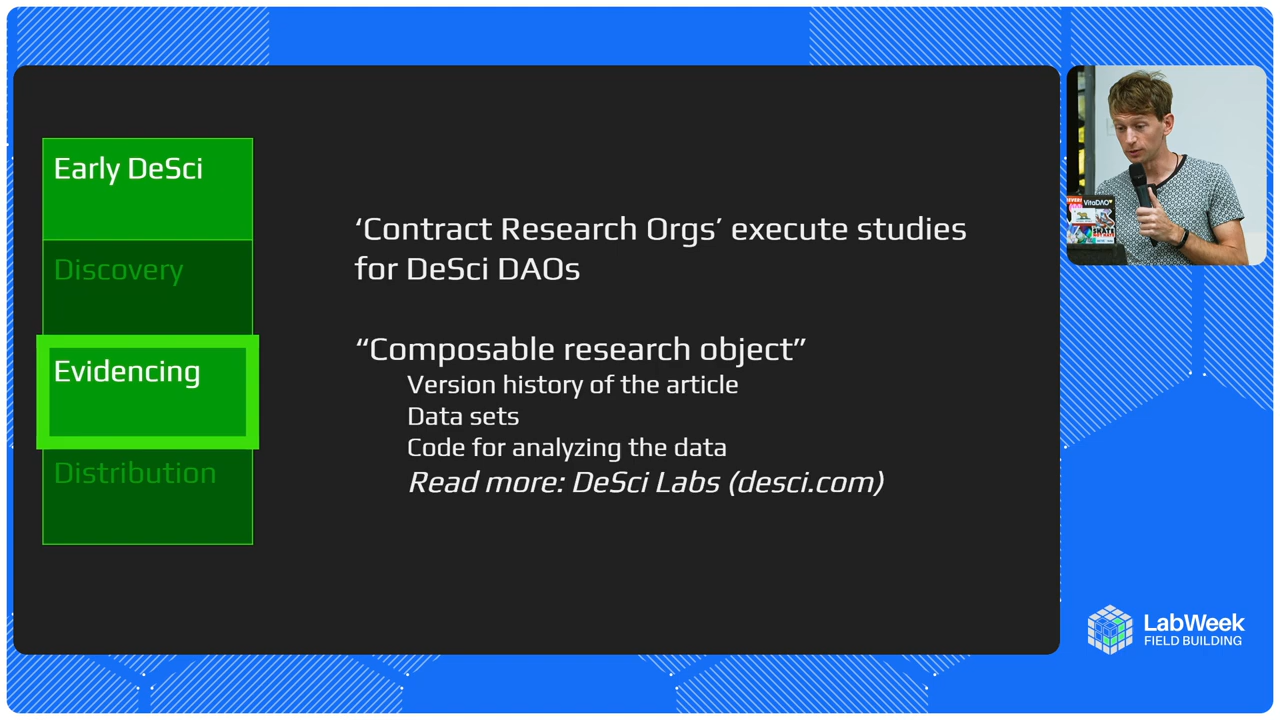 Early DeSci
Discovery
Evidencing
Distribution
‘Contract Research Orgs’ execute studies
for DeSci DAOs
“Composable research object”
Version history of the article
Data sets
Code for analyzing the data
Read more: DeSci Labs (desci.com)
VitaDAO
LabWeek
FIELD BUILDING